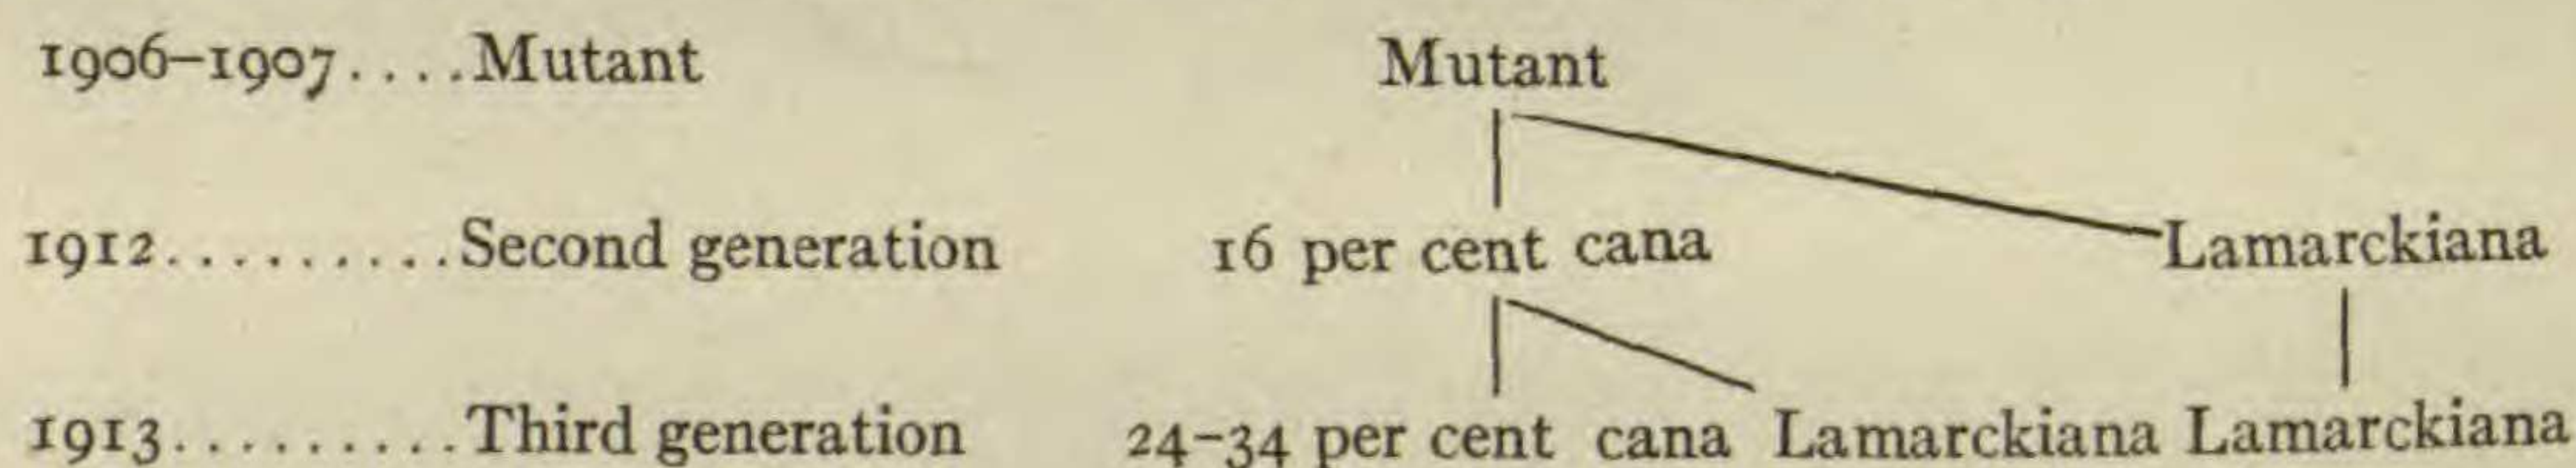 1906–1907....Mutant Mutant
1912.........Second generation 16 per cent cana Lamarckiana
1913.........Third generation 24–34 per cent cana Lamarckiana Lamarckiana